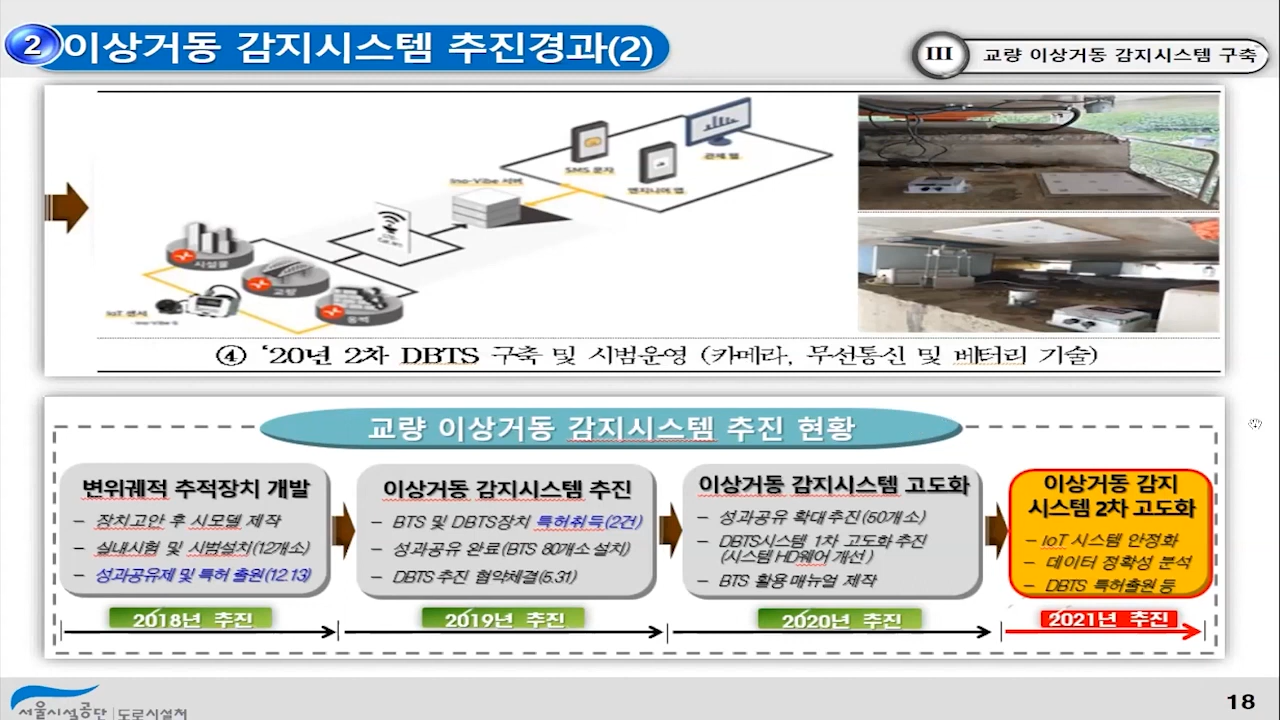 2 이상거동 감지시스템 추진경과(2)
III 교량 이상거동 감지시스템 구축
SMS 문자
관제 웹
엔지니어 앱
Ino-Vibe 서버
시설물
교량
옹벽
IoT 센서
④ '20년 2차 DBTS 구축 및 시범운영 (카메라, 무선통신 및 베터리 기술)
교량 이상거동 감지시스템 추진 현황
변위궤적 추적장치 개발
- 장치고안 후 시모델 제작
- 실내시험 및 시범설치(12개소)
- 성과공유제 및 특허 출원(12.13)
2018년 추진
이상거동 감지시스템 추진
- BTS 및 DBTS장치 특허취득(2건)
- 성과공유 완료(BTS 80개소 설치)
- DBTS추진 협약체결(5.31)
2019년 추진
이상거동 감지시스템 고도화
- 성과공유 확대추진(50개소)
- DBTS시스템 1차 고도화 추진
(시스템 HD웨어 개선)
- BTS 활용매뉴얼 제작
2020년 추진
이상거동 감지
시스템 2차 고도화
- IoT 시스템 안정화
- 데이터 정확성 분석
- DBTS 특허출원 등
2021년 추진
서울시설공단 도로시설처
18